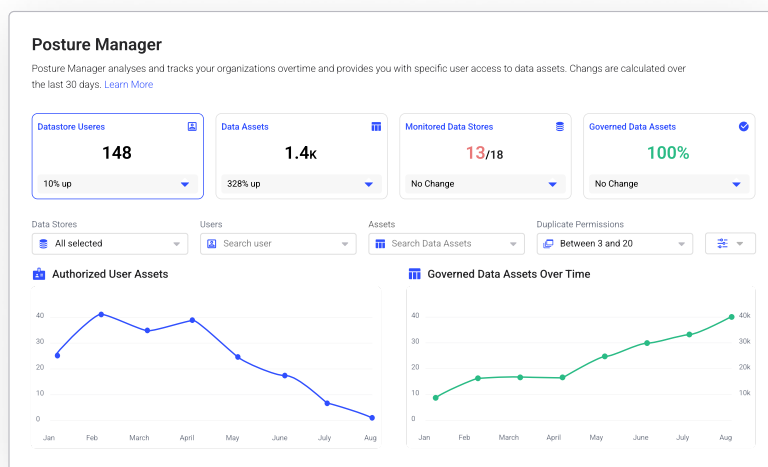 Posture Manager
Posture Manager analyses and tracks your organizations overtime and provides you with specific user access to data assets. Changs are calculated over
the last 30 days. Learn More
Datastore Useres
148
10% up
Data Assets
1.4K
328% up
Monitored Data Stores
13/18
No Change
Governed Data Assets
100%
No Change
Data Stores
All selected
Users
Search user
Assets
Search Data Assets
Duplicate Permissions
Between 3 and 20
Authorized User Assets
40
30
20
10
0
Jan Feb March April May June July Aug
Governed Data Assets Over Time
40 40k
30 30k
20 20k
10 10k
0
Jan Feb March April May June July Aug